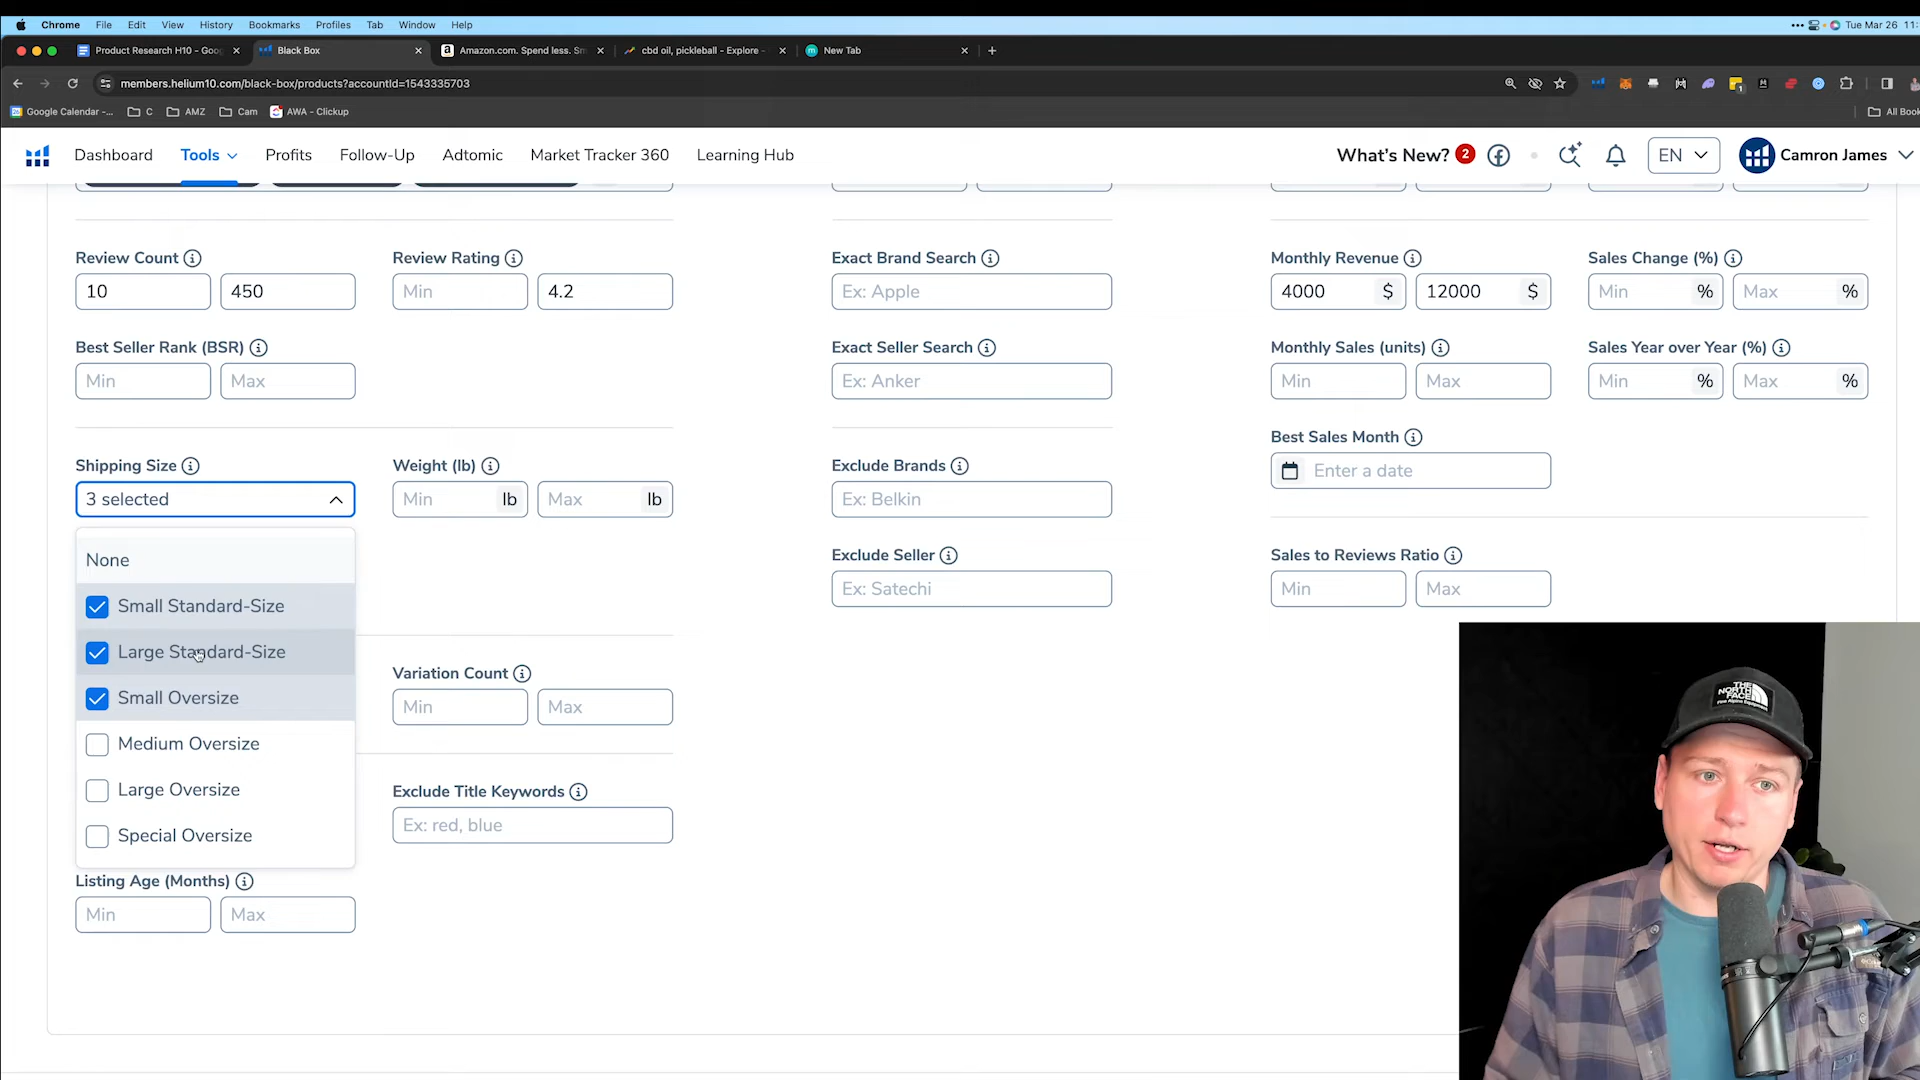 Chrome File Edit View History Bookmarks Profiles Tab Window Help
Tue Mar 26 11:
Product Research H10 - Goo
Black Box
Amazon.com. Spend less. Sm
cbd oil, pickleball - Explore -
New Tab
members.helium10.com/black-box/products?accountId=1543335703
Google Calendar -...
C
AMZ
Cam
AWA - Clickup
All Book
Dashboard
Tools
Profits
Follow-Up
Adtomic
Market Tracker 360
Learning Hub
What's New? 2
EN
Camron James
Review Count
Review Rating
Exact Brand Search
Monthly Revenue
Sales Change (%)
10
450
Min
4.2
Ex: Apple
4000 $
12000 $
Min %
Max %
Best Seller Rank (BSR)
Exact Seller Search
Monthly Sales (units)
Sales Year over Year (%)
Min
Max
Ex: Anker
Min
Max
Min %
Max %
Best Sales Month
Enter a date
Shipping Size
Weight (lb)
Exclude Brands
3 selected
Min lb
Max lb
Ex: Belkin
None
Small Standard-Size
Large Standard-Size
Small Oversize
Medium Oversize
Large Oversize
Special Oversize
Exclude Seller
Ex: Satechi
Sales to Reviews Ratio
Min
Max
Variation Count
Min
Max
Exclude Title Keywords
Ex: red, blue
Listing Age (Months)
Min
Max
THE
NORTH
FACE